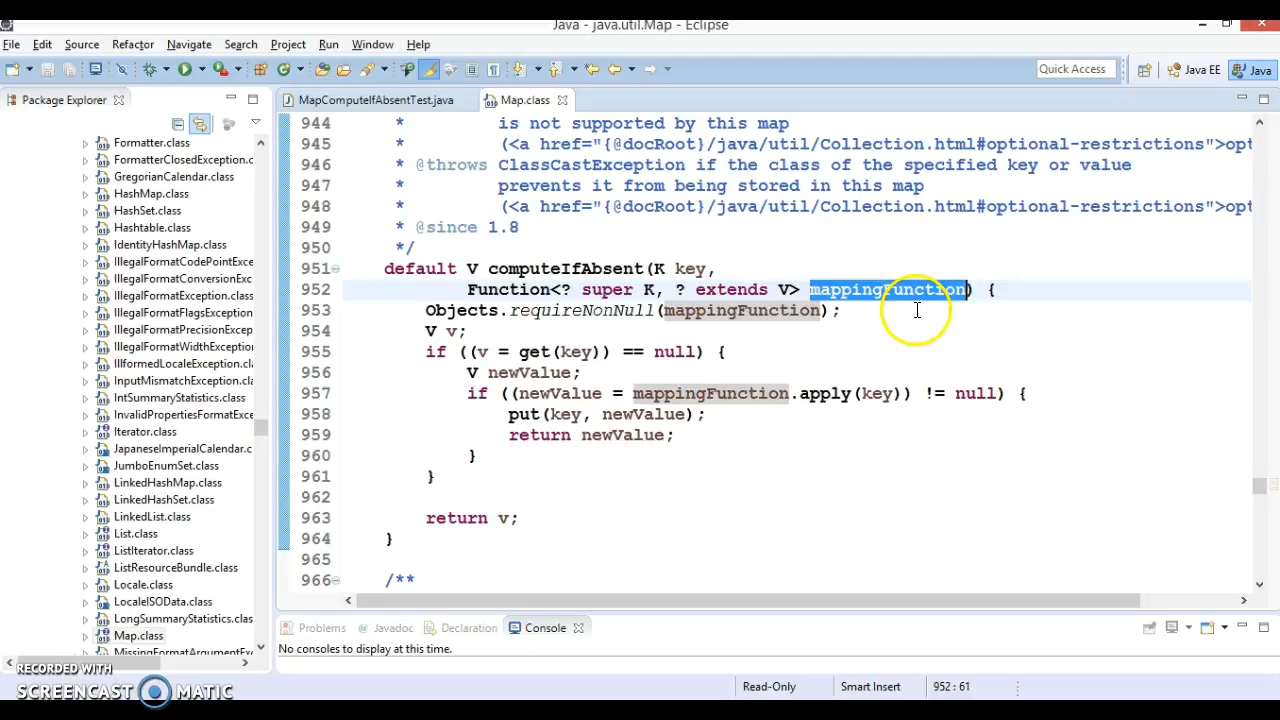 Java - java.util.Map - Eclipse
File Edit Source Refactor Navigate Search Project Run Window Help
Quick Access
Java EE
Java
Package Explorer
MapComputeIfAbsentTest.java
Map.class
Formatter.class
FormatterClosedException.c
GregorianCalendar.class
HashMap.class
HashSet.class
Hashtable.class
IdentityHashMap.class
IllegalFormatCodePointExce
IllegalFormatConversionExc
IllegalFormatException.class
IllegalFormatFlagsException
IllegalFormatPrecisionExcep
IllegalFormatWidthException
IllformedLocaleException.cla
InputMismatchException.cla
IntSummaryStatistics.class
InvalidPropertiesFormatExce
Iterator.class
JapaneseImperialCalendar.c
JumboEnumSet.class
LinkedHashMap.class
LinkedHashSet.class
LinkedList.class
List.class
ListIterator.class
ListResourceBundle.class
Locale.class
LocaleISOData.class
LongSummaryStatistics.class
Map.class
MissingFormatArgumentExc
944 * is not supported by this map
945 * (<a href="{@docRoot}/java/util/Collection.html#optional-restrictions">opt
946 * @throws ClassCastException if the class of the specified key or value
947 * prevents it from being stored in this map
948 * (<a href="{@docRoot}/java/util/Collection.html#optional-restrictions">opt
949 * @since 1.8
950 */
951 default V computeIfAbsent(K key,
952 Function<? super K, ? extends V> mappingFunction) {
953 Objects.requireNonNull(mappingFunction);
954 V v;
955 if ((v = get(key)) == null) {
956 V newValue;
957 if ((newValue = mappingFunction.apply(key)) != null) {
958 put(key, newValue);
959 return newValue;
960 }
961 }
962
963 return v;
964 }
965
966 /**
Problems Javadoc Declaration Console
No consoles to display at this time.
Read-Only Smart Insert 952 : 61
RECORDED WITH
SCREENCAST MATIC